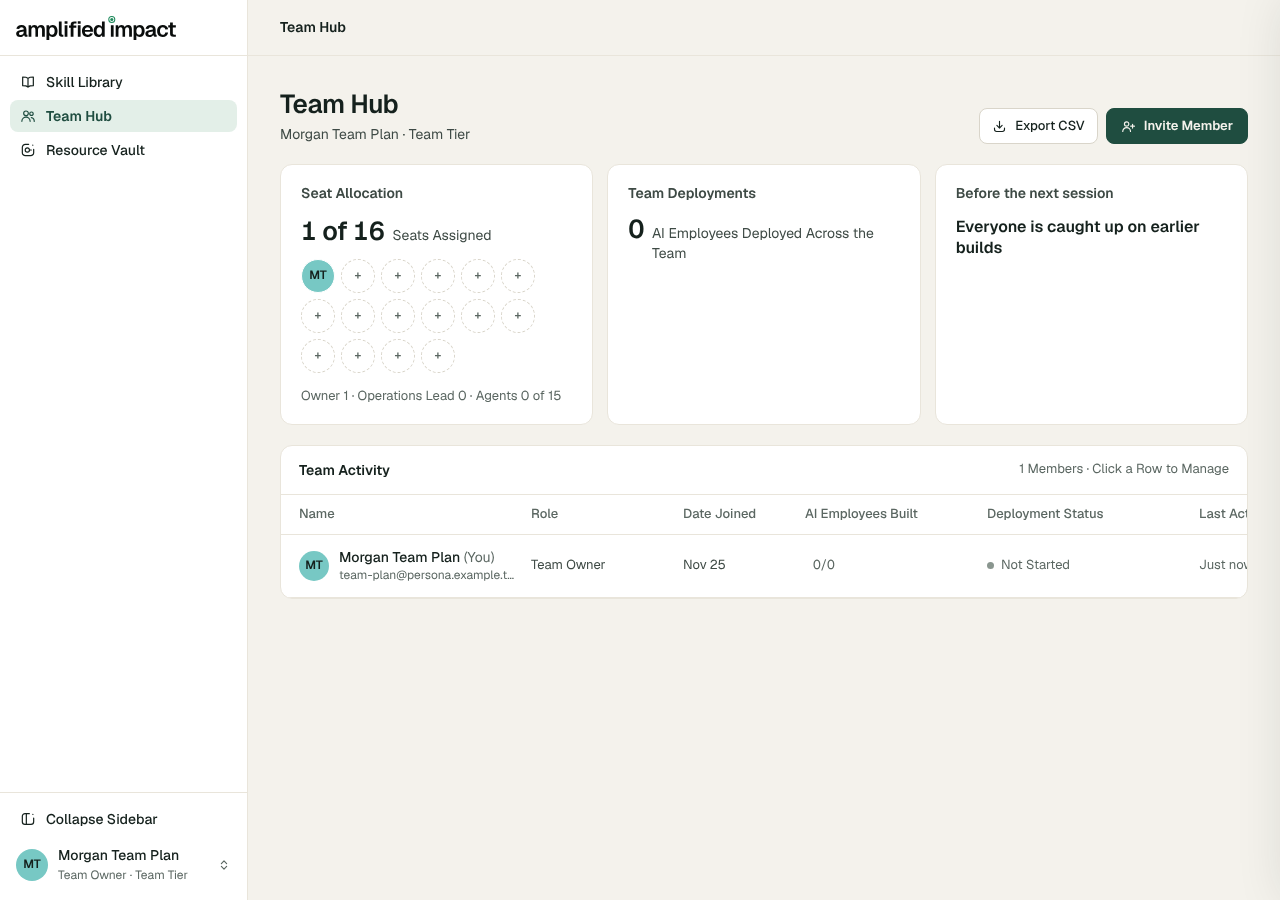 amplified impact
Team Hub
Skill Library
Team Hub
Resource Vault
Team Hub
Morgan Team Plan · Team Tier
Export CSV
Invite Member
Seat Allocation
1 of 16 Seats Assigned
MT + + + + +
+ + + + + +
+ + + +
Owner 1 · Operations Lead 0 · Agents 0 of 15
Team Deployments
0 AI Employees Deployed Across the
Team
Before the next session
Everyone is caught up on earlier
builds
Team Activity
1 Members · Click a Row to Manage
Name Role Date Joined AI Employees Built Deployment Status Last Act
MT Morgan Team Plan (You) Team Owner Nov 25 0/0 Not Started Just now
team-plan@persona.example.t...
Collapse Sidebar
MT Morgan Team Plan
Team Owner · Team Tier